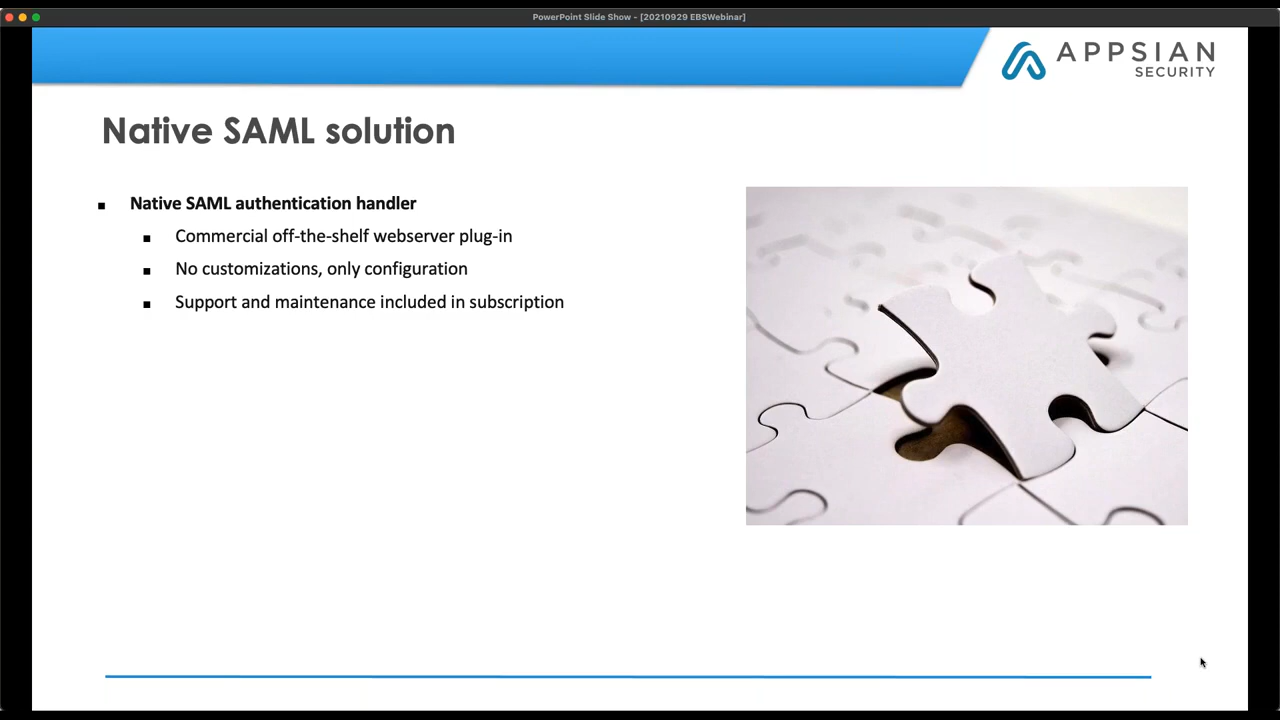 PowerPoint Slide Show - [20210929 EBSWebinar]
APPSIAN
SECURITY
Native SAML solution
Native SAML authentication handler
Commercial off-the-shelf webserver plug-in
No customizations, only configuration
Support and maintenance included in subscription